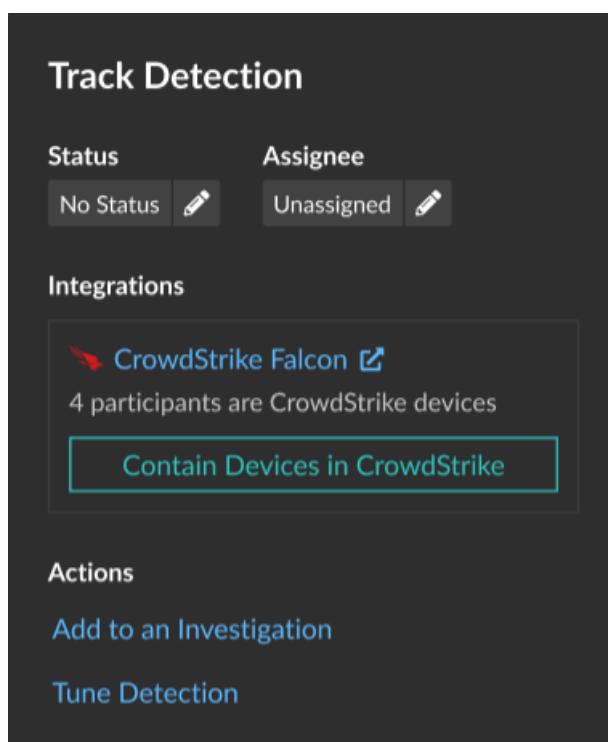 Track Detection
Status Assignee
No Status Unassigned
Integrations
CrowdStrike Falcon
4 participants are CrowdStrike devices
Contain Devices in CrowdStrike
Actions
Add to an Investigation
Tune Detection